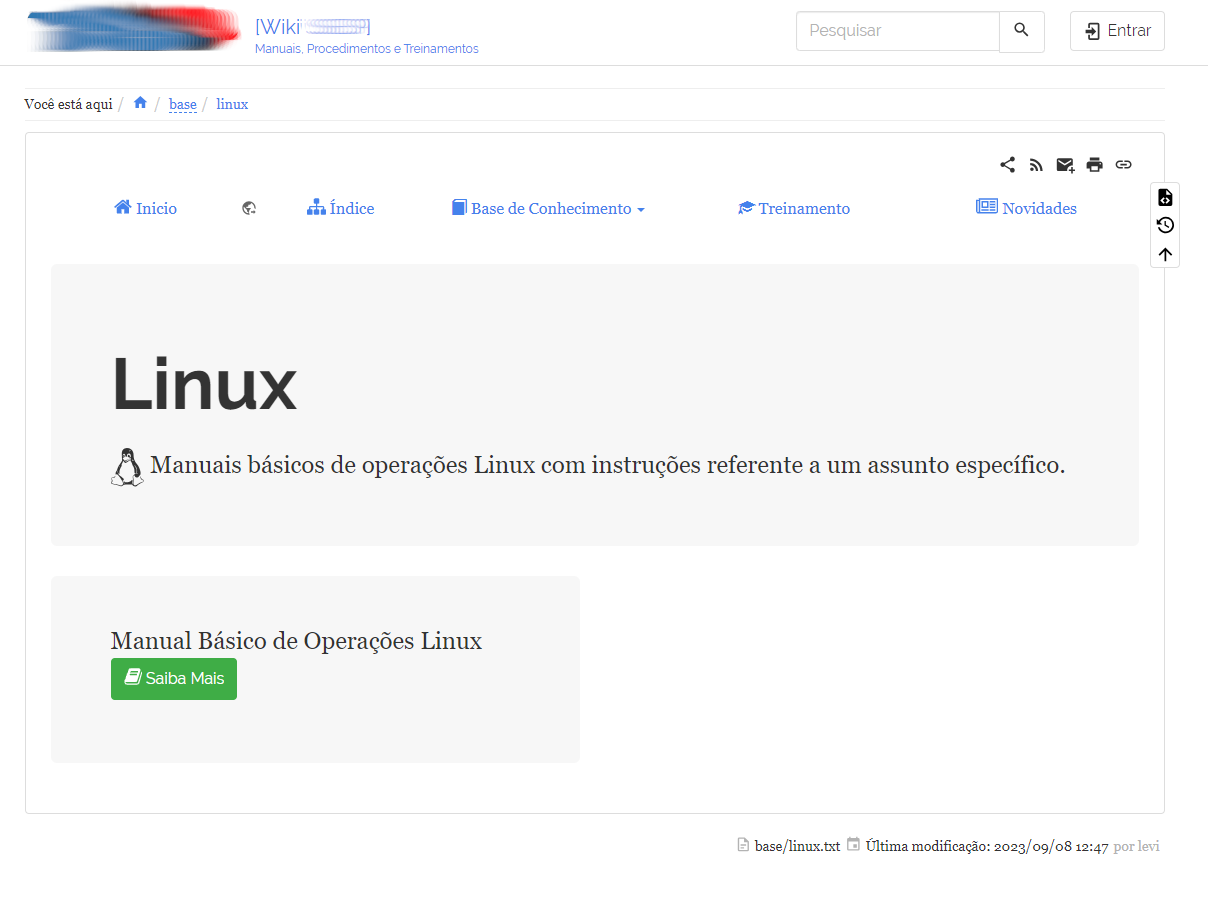 [Wiki ]
Manuais, Procedimentos e Treinamentos
Pesquisar
Entrar
Você está aqui / / base / linux
Inicio
Índice
Base de Conhecimento
Treinamento
Novidades
Linux
Manuais básicos de operações Linux com instruções referente a um assunto específico.
Manual Básico de Operações Linux
Saiba Mais
base/linux.txt Última modificação: 2023/09/08 12:47 por levi